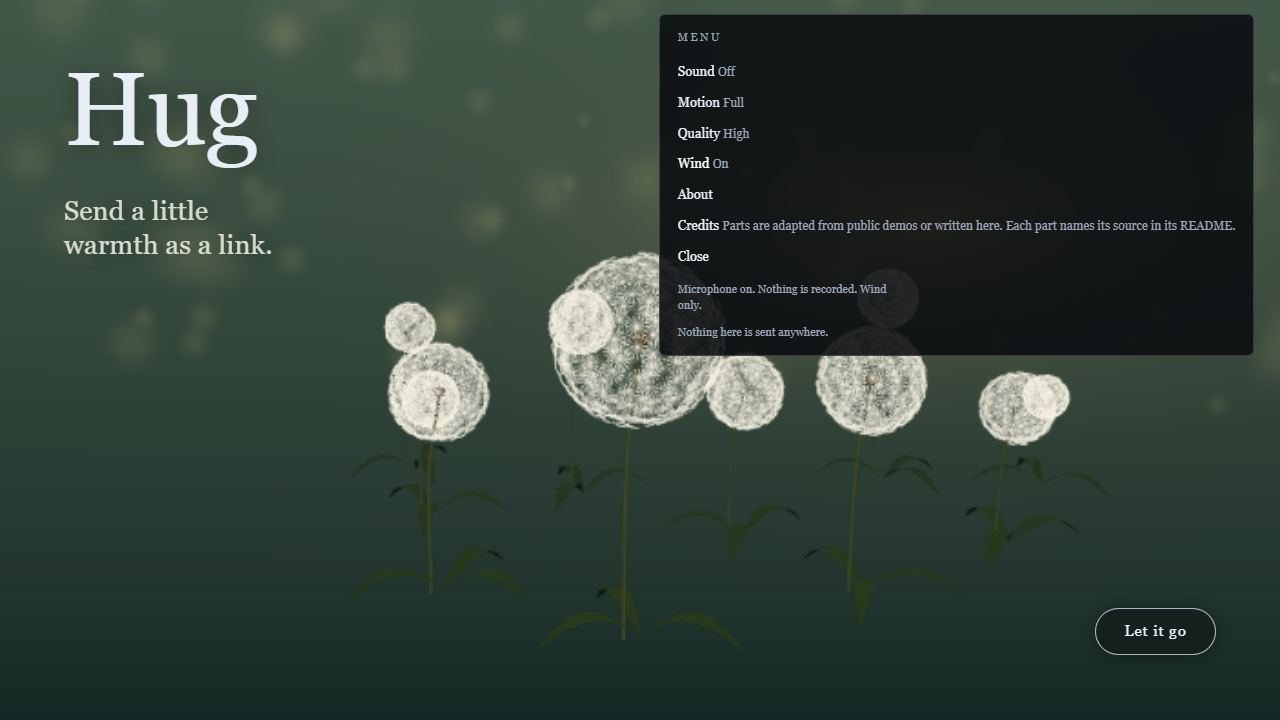 Hug
Send a little
warmth as a link.
MENU
Sound Off
Motion Full
Quality High
Wind On
About
Credits Parts are adapted from public demos or written here. Each part names its source in its README.
Close
Microphone on. Nothing is recorded. Wind
only.
Nothing here is sent anywhere.
Let it go